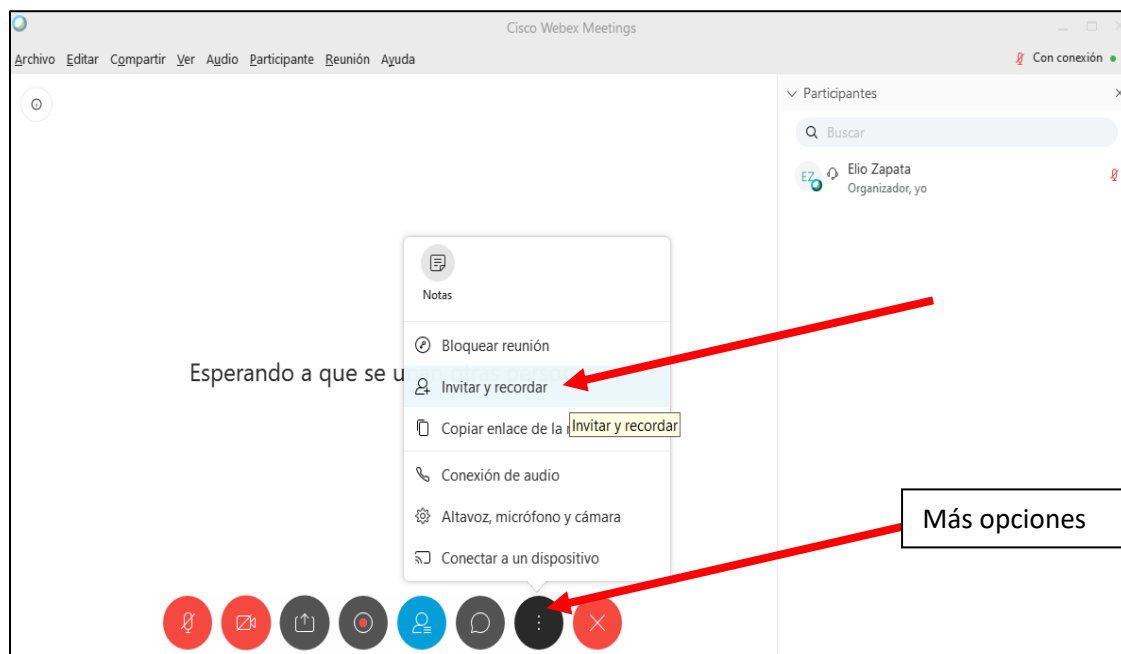 Cisco Webex Meetings
Archivo Editar Compartir Ver Audio Participante Reunión Ayuda
Con conexión
Participantes
Buscar
EZ
Elio Zapata
Organizador, yo
Notas
Bloquear reunión
Esperando a que se u
Invitar y recordar
Copiar enlace de la
Invitar y recordar
Conexión de audio
Altavoz, micrófono y cámara
Conectar a un dispositivo
Más opciones